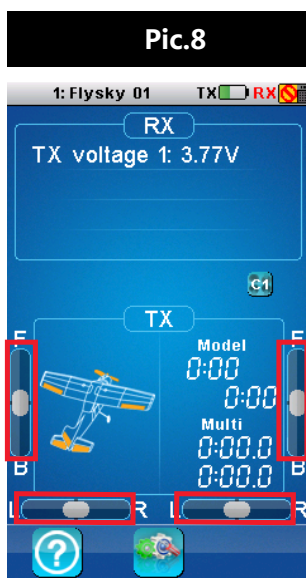 Pic.8
1: Flysky 01 TX RX
RX
TX voltage 1: 3.77V
C1
TX
F F
Model
0:00
0:00
Multi
B B
0:00.0
0:00.0
L R L R
?